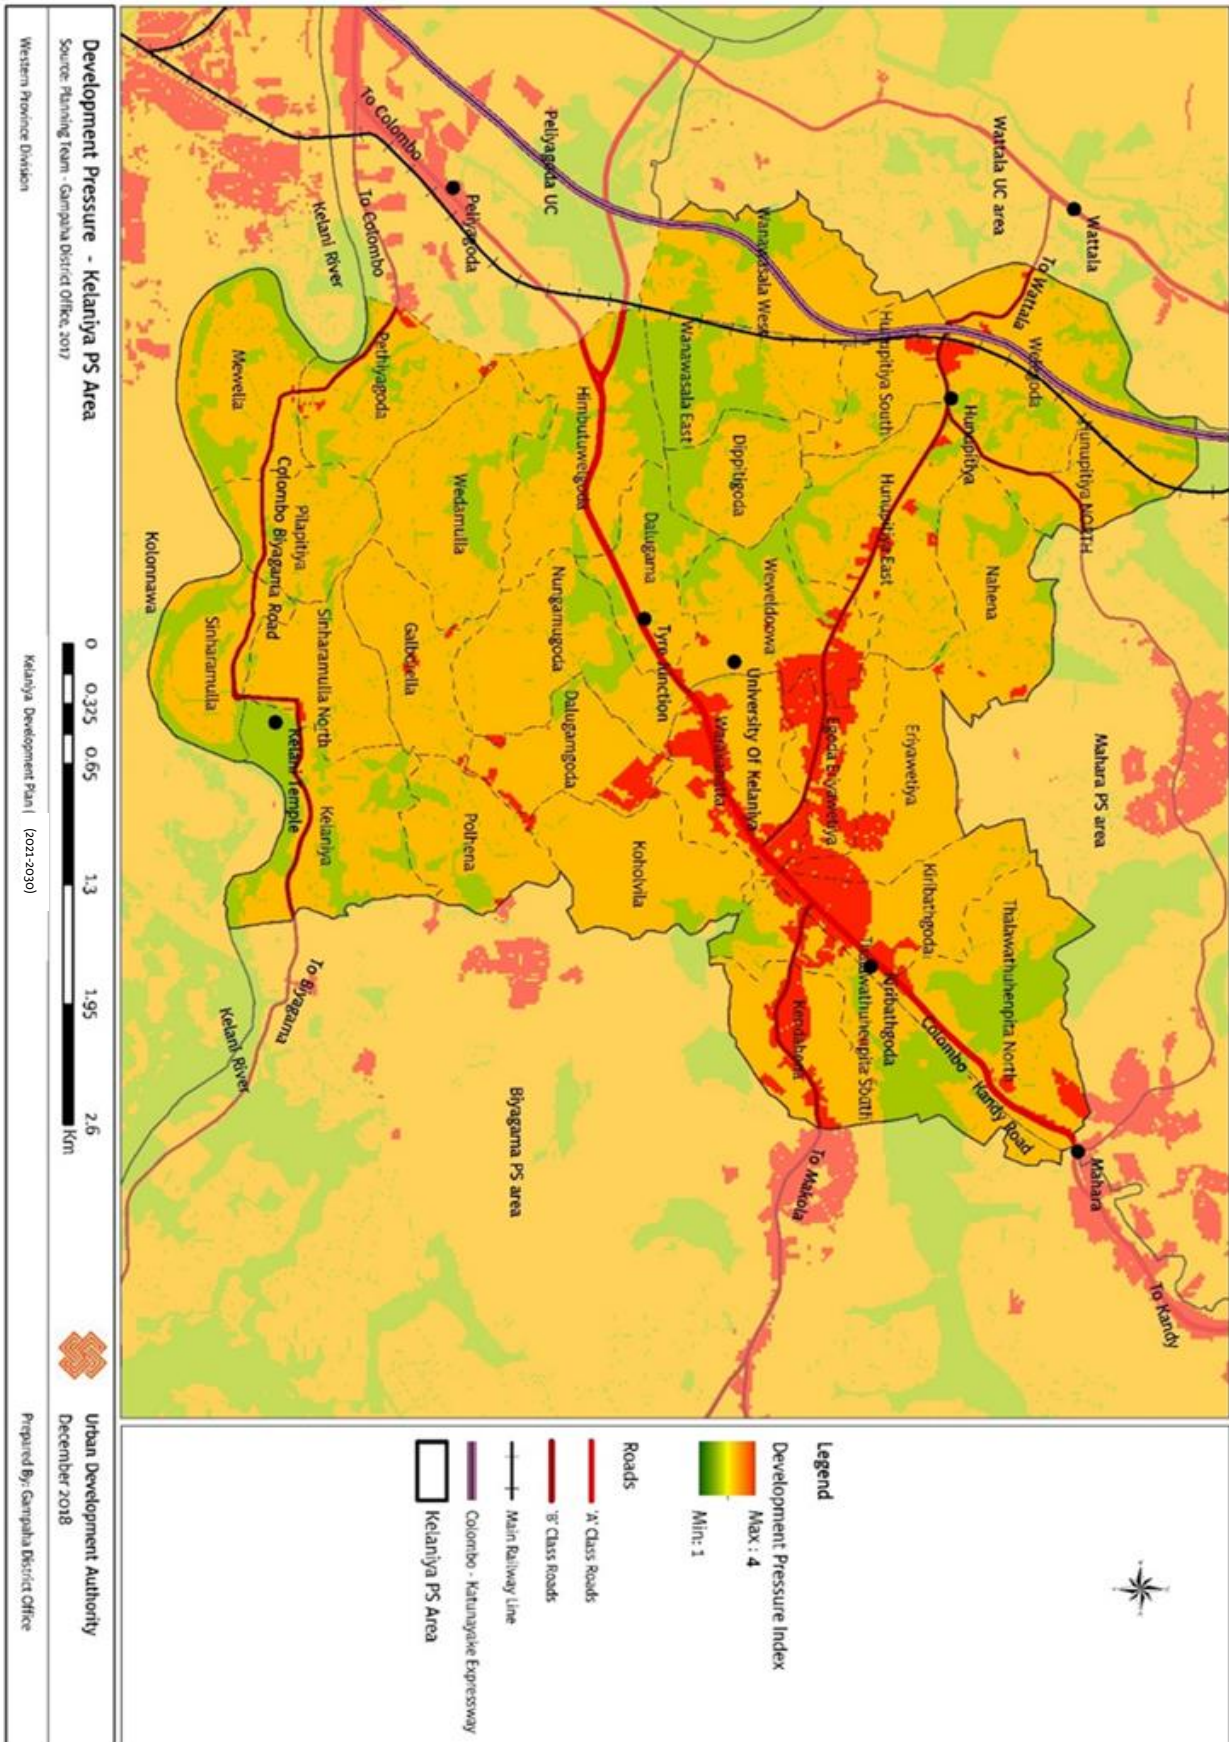 Wattala
Wattala UC area
To Wattala
Mahara PS area
Mahara
To Kandy
Hunupitiya NORTH
Wedegoda
Hunupitiya
Nahena
Thalawathuhenpita North
Colombo - Kandy Road
Hunupitiya South
Hunupitiya East
Eriyawetiya
Kiribathgoda
Kiribathgoda
Thalawathuhenpita South
Egoda Eriyawetiya
Kendahena
To Makola
Wanawasala West
Weweldoowa
University Of Kelaniya
Dippitigoda
Wanawasala East
Dalugama
Tyre Junction
Koholvila
Peliyagoda UC
Himbutuwelgoda
Nungamugoda
Dalugamgoda
Biyagama PS area
Peliyagoda
Wedamulla
Polhena
To Colombo
To Colombo
Pethiyagoda
Galborella
Kelani River
Kelaniya
Sinharamulla North
Pilapitiya
Colombo Biyagama Road
Kelani Temple
To Biyagama
Mewella
Sinharamulla
Kelani River
Kolonnawa
Legend
Development Pressure Index
Max : 4
Min: 1
Roads
'A' Class Roads
'B' Class Roads
Main Railway Line
Colombo - Katunayake Expressway
Kelaniya PS Area
Development Pressure - Kelaniya PS Area
Source: Planning Team - Gampaha District Office, 2017
0 0.325 0.65 1.3 1.95 2.6
Km
Urban Development Authority
December 2018
Western Province Division
Kelaniya Development Plan | (2021-2030)
Prepared By: Gampaha District Office